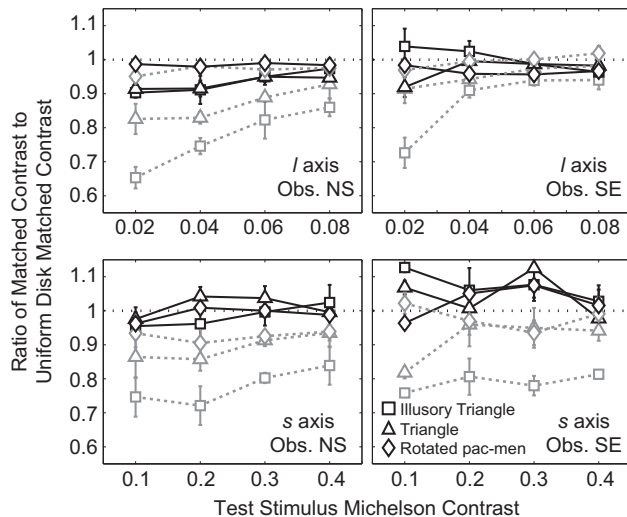 Ratio of Matched Contrast to
Uniform Disk Matched Contrast
1.1
1
0.9
0.8
0.7
0.6
l axis
Obs. NS
0.02 0.04 0.06 0.08
l axis
Obs. SE
0.02 0.04 0.06 0.08
1.1
1
0.9
0.8
0.7
0.6
s axis
Obs. NS
0.1 0.2 0.3 0.4
Illusory Triangle
Triangle
Rotated pac-men
s axis
Obs. SE
0.1 0.2 0.3 0.4
Test Stimulus Michelson Contrast